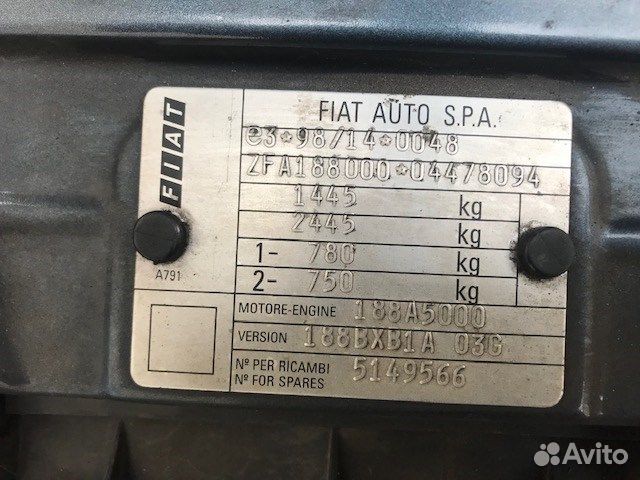 FIAT
FIAT AUTO S.P.A.
e3*98/14*0048
ZFA188000*04478094
1445 kg
2445 kg
1- 780 kg
2- 750 kg
A791
MOTORE-ENGINE 188A5000
VERSION 188BXB1A 03G
Nº PER RICAMBI
Nº FOR SPARES 5149566
Avito